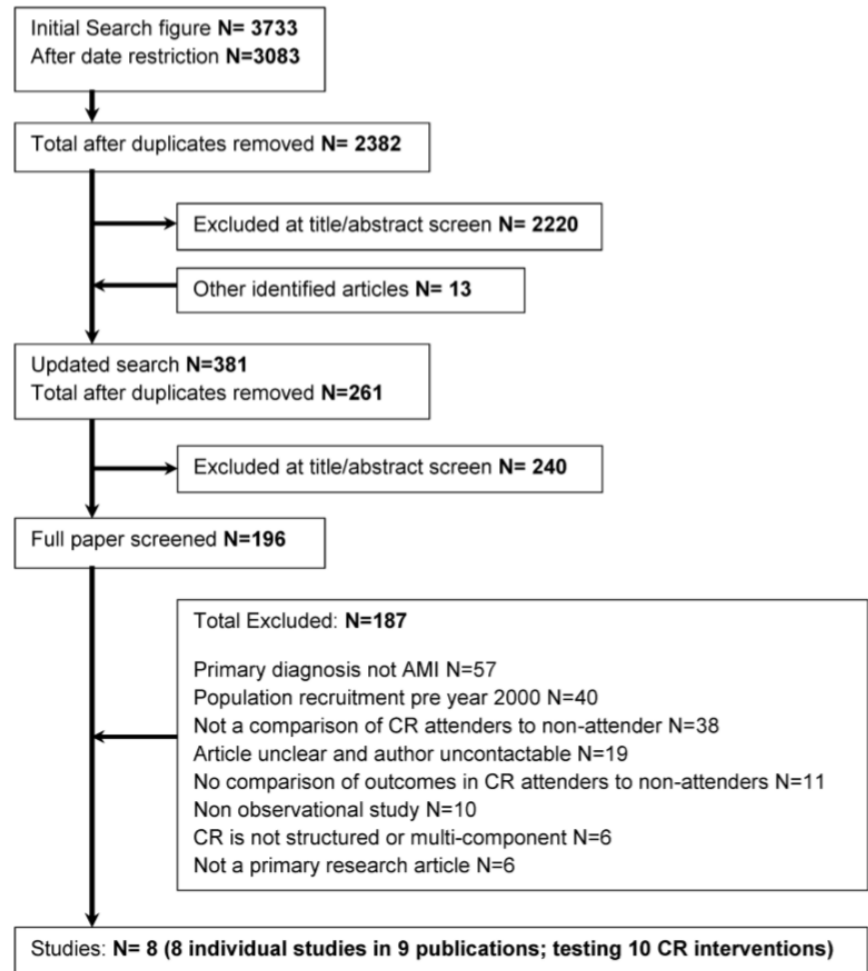 Initial Search figure N= 3733
After date restriction N=3083
Total after duplicates removed N= 2382
Excluded at title/abstract screen N= 2220
Other identified articles N= 13
Updated search N=381
Total after duplicates removed N=261
Excluded at title/abstract screen N= 240
Full paper screened N=196
Total Excluded: N=187
Primary diagnosis not AMI N=57
Population recruitment pre year 2000 N=40
Not a comparison of CR attenders to non-attender N=38
Article unclear and author uncontactable N=19
No comparison of outcomes in CR attenders to non-attenders N=11
Non observational study N=10
CR is not structured or multi-component N=6
Not a primary research article N=6
Studies: N= 8 (8 individual studies in 9 publications; testing 10 CR interventions)